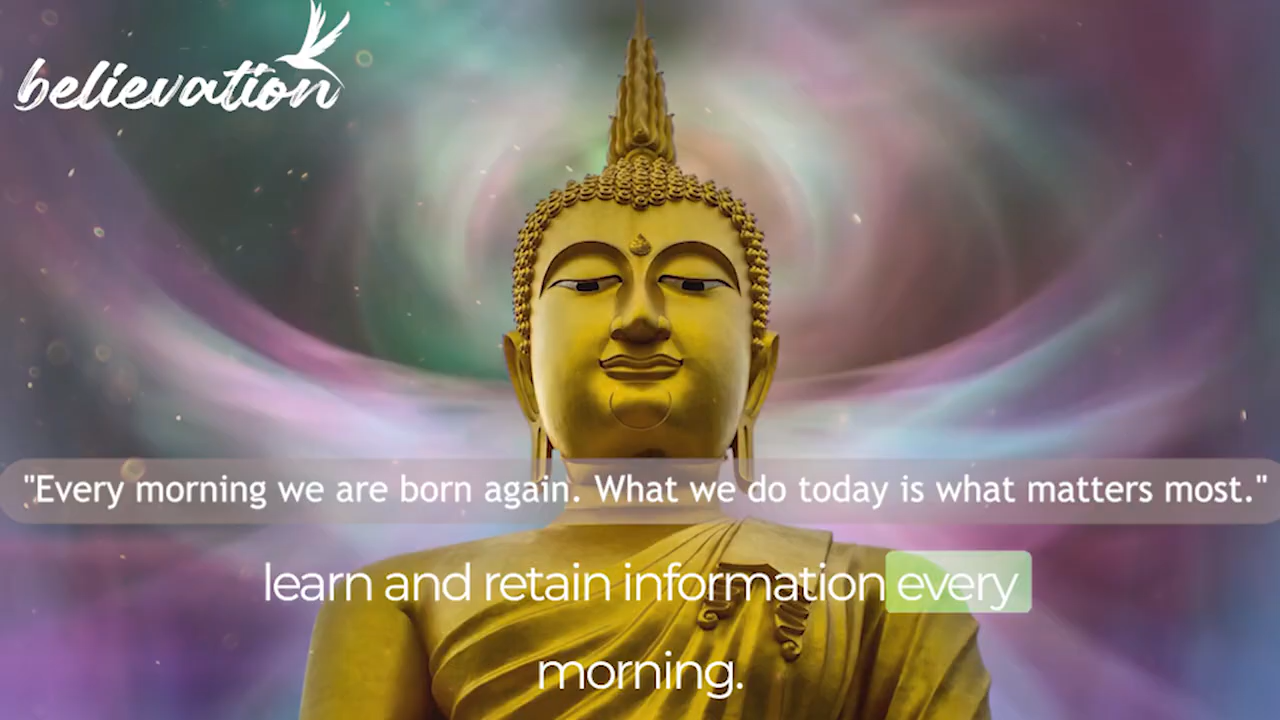 believation
"Every morning we are born again. What we do today is what matters most."
learn and retain information every
morning.